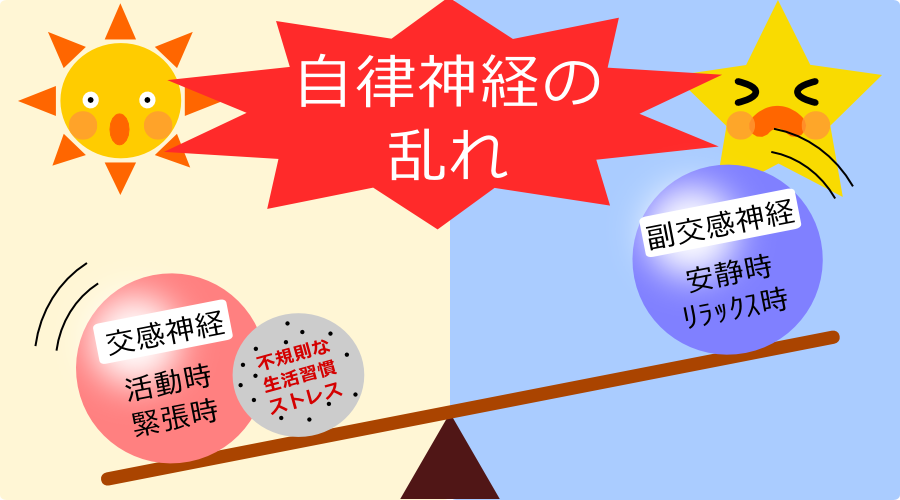 自律神経の
乱れ
交感神経
活動時
緊張時
不規則な
生活習慣
ストレス
副交感神経
安静時
リラックス時